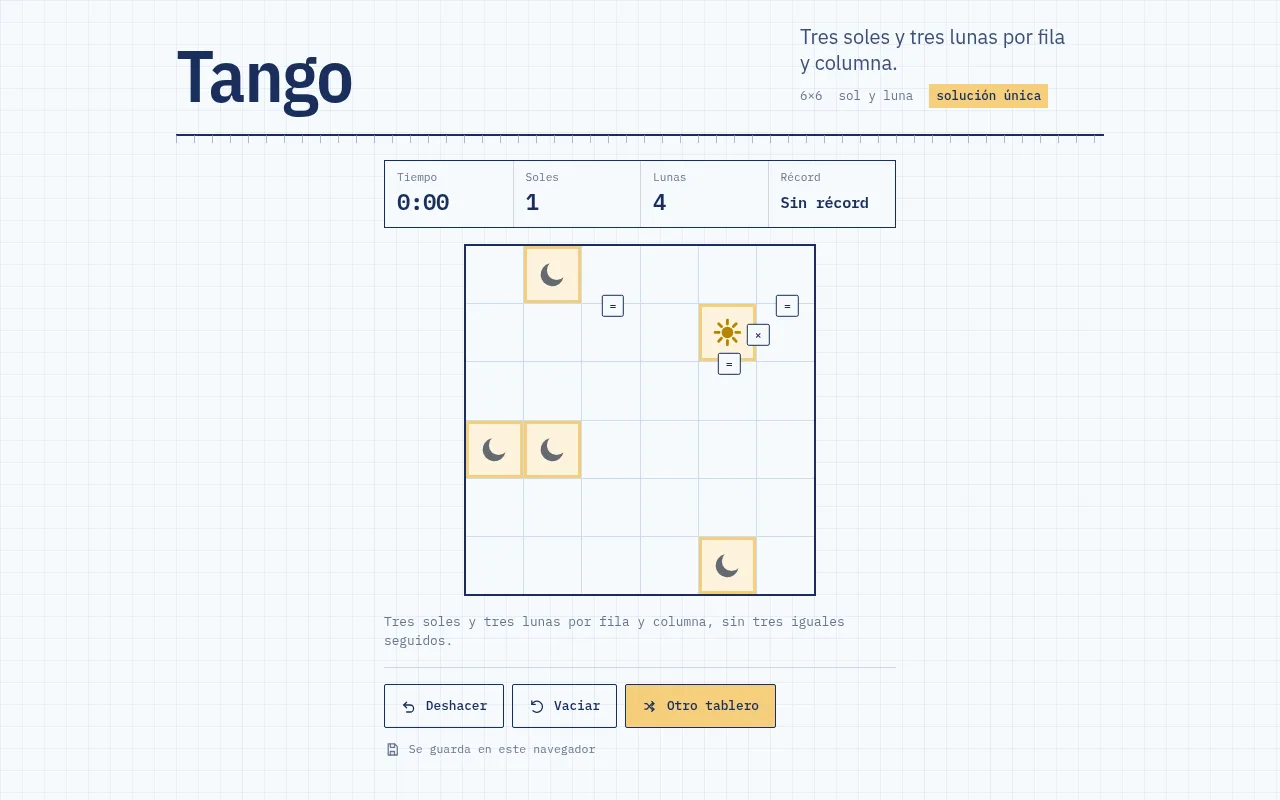 Tango
Tres soles y tres lunas por fila
y columna.
6×6 sol y luna solución única
Tiempo
0:00
Soles
1
Lunas
4
Récord
Sin récord
=
=
×
=
Tres soles y tres lunas por fila y columna, sin tres iguales
seguidos.
Deshacer
Vaciar
Otro tablero
Se guarda en este navegador